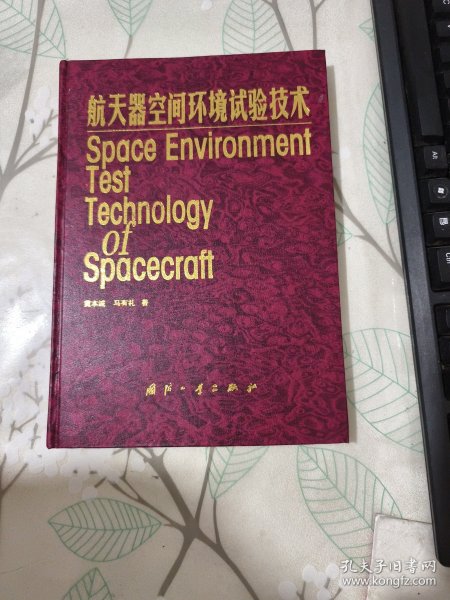 航天器空间环境试验技术
Space Environment
Test
Technology
of
Spacecraft
黄本诚 马有礼 著
国防工业出版社
Alt
Ctrl
孔夫子旧书网
www.kongfz.com